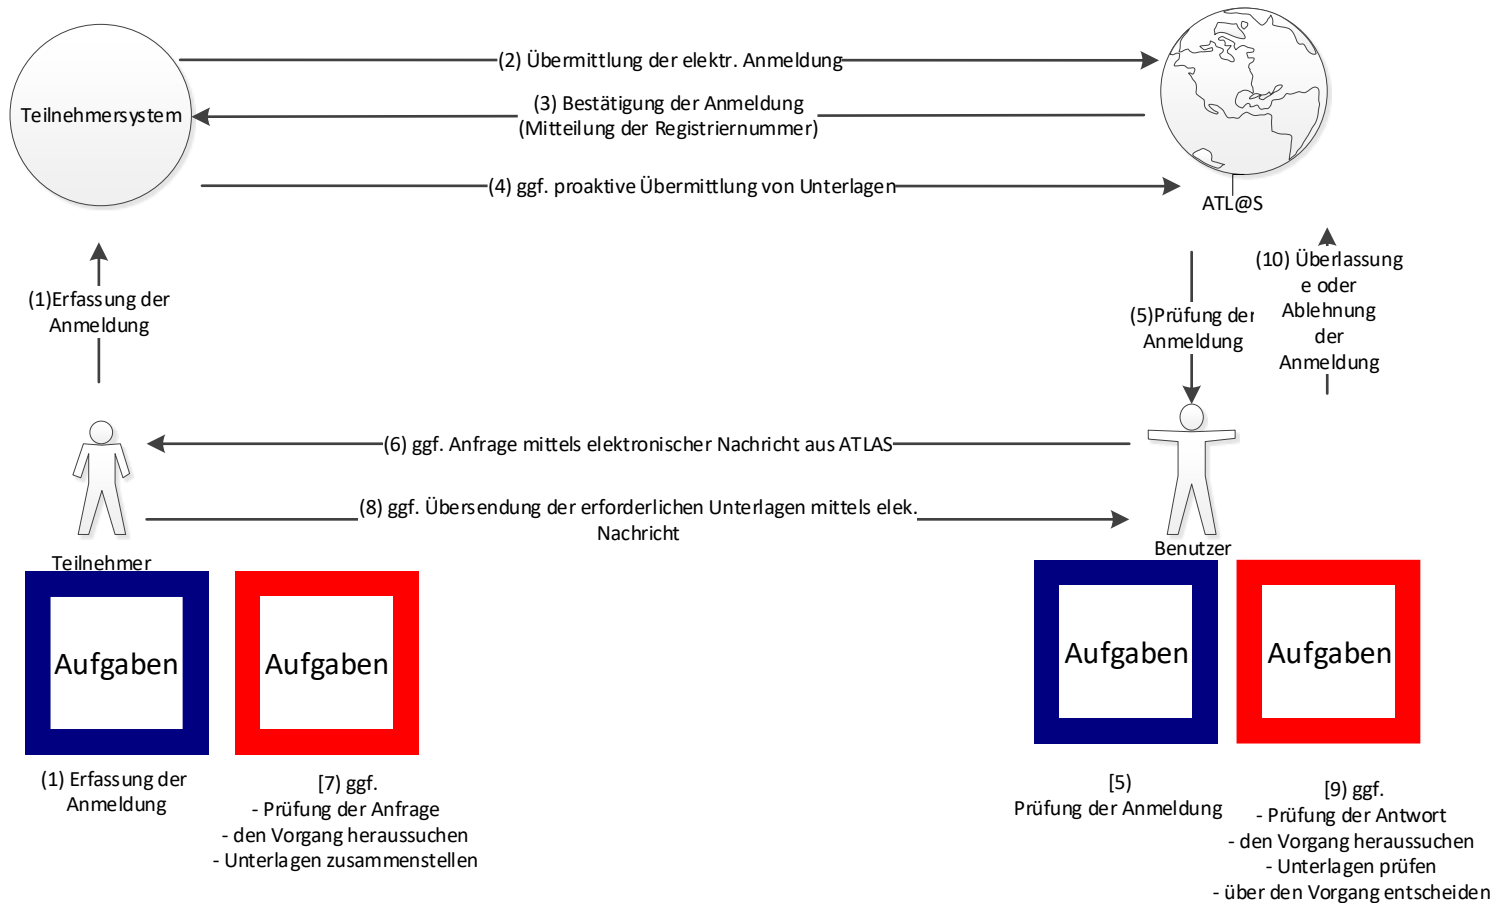 (2) Übermittlung der elektr. Anmeldung
Teilnehmersystem
(3) Bestätigung der Anmeldung
(Mitteilung der Registriernummer)
(4) ggf. proaktive Übermittlung von Unterlagen
ATL@S
(1)Erfassung der
Anmeldung
(5)Prüfung der
Anmeldung
(10) Überlassung
e oder
Ablehnung
der
Anmeldung
(6) ggf. Anfrage mittels elektronischer Nachricht aus ATLAS
(8) ggf. Übersendung der erforderlichen Unterlagen mittels elek.
Nachricht
Teilnehmer
Benutzer
Aufgaben
Aufgaben
Aufgaben
Aufgaben
(1) Erfassung der
Anmeldung
[7) ggf.
- Prüfung der Anfrage
- den Vorgang heraussuchen
- Unterlagen zusammenstellen
[5)
Prüfung der Anmeldung
[9) ggf.
- Prüfung der Antwort
- den Vorgang heraussuchen
- Unterlagen prüfen
- über den Vorgang entscheiden